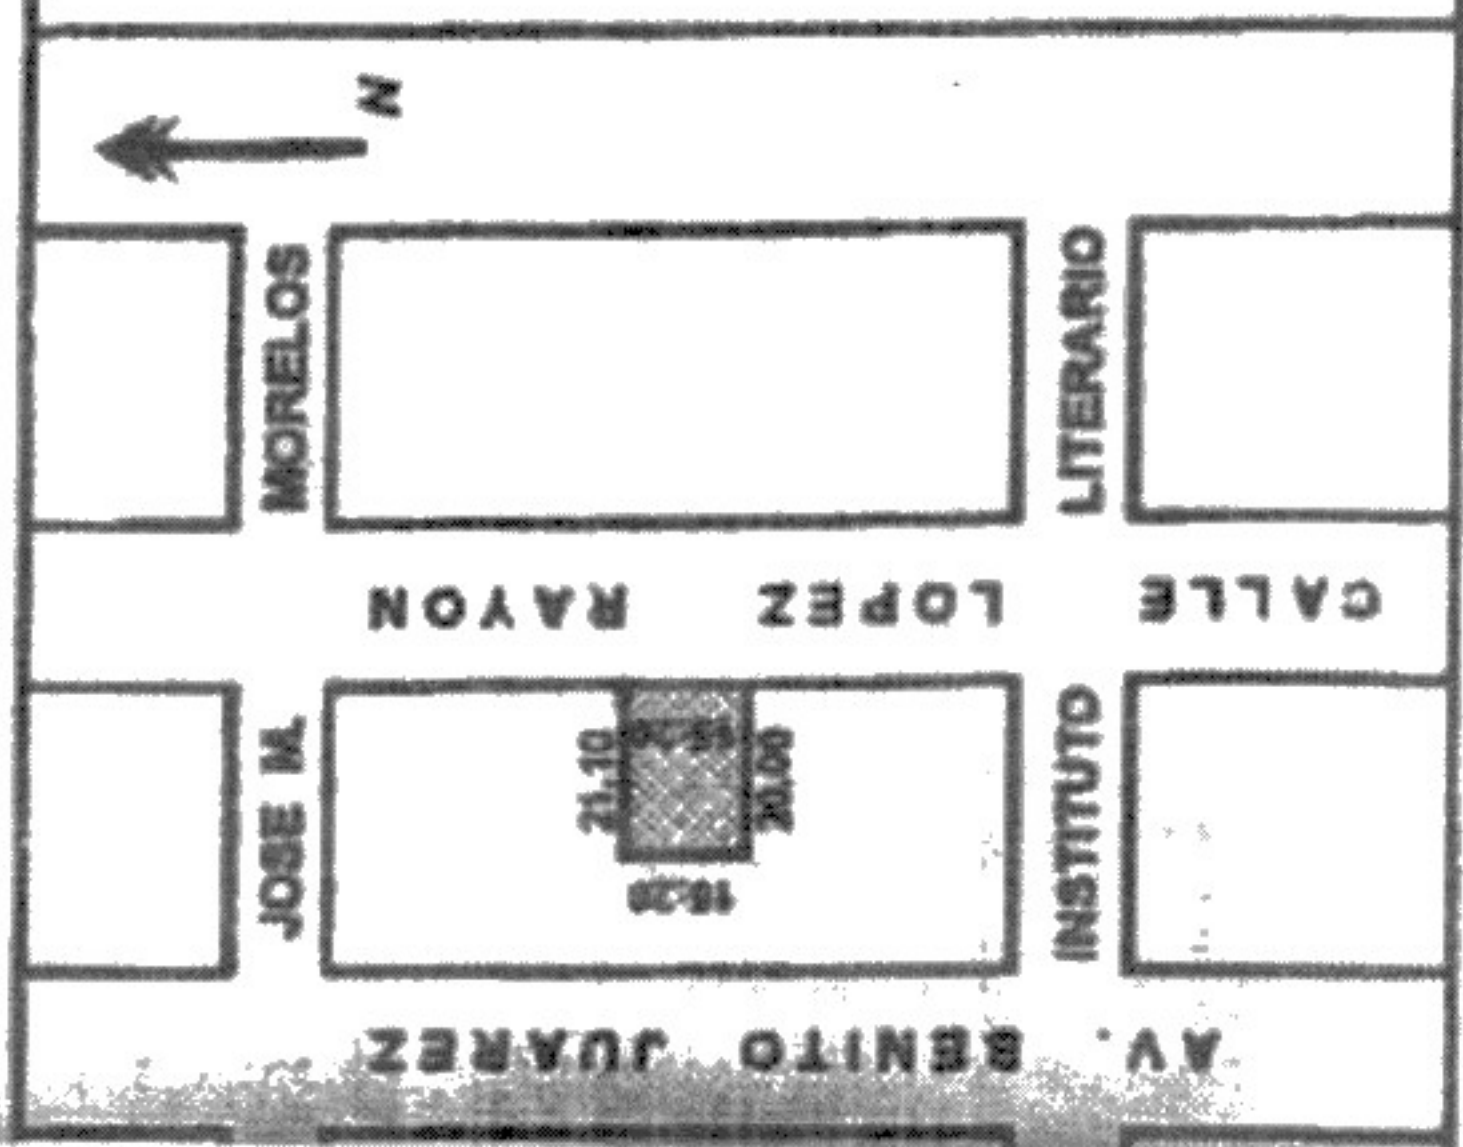 N
MORELOS
LITERARIO
CALLE LOPEZ RAYON
JOSE M.
INSTITUTO
21.10
20.00
AV. BENITO JUAREZ